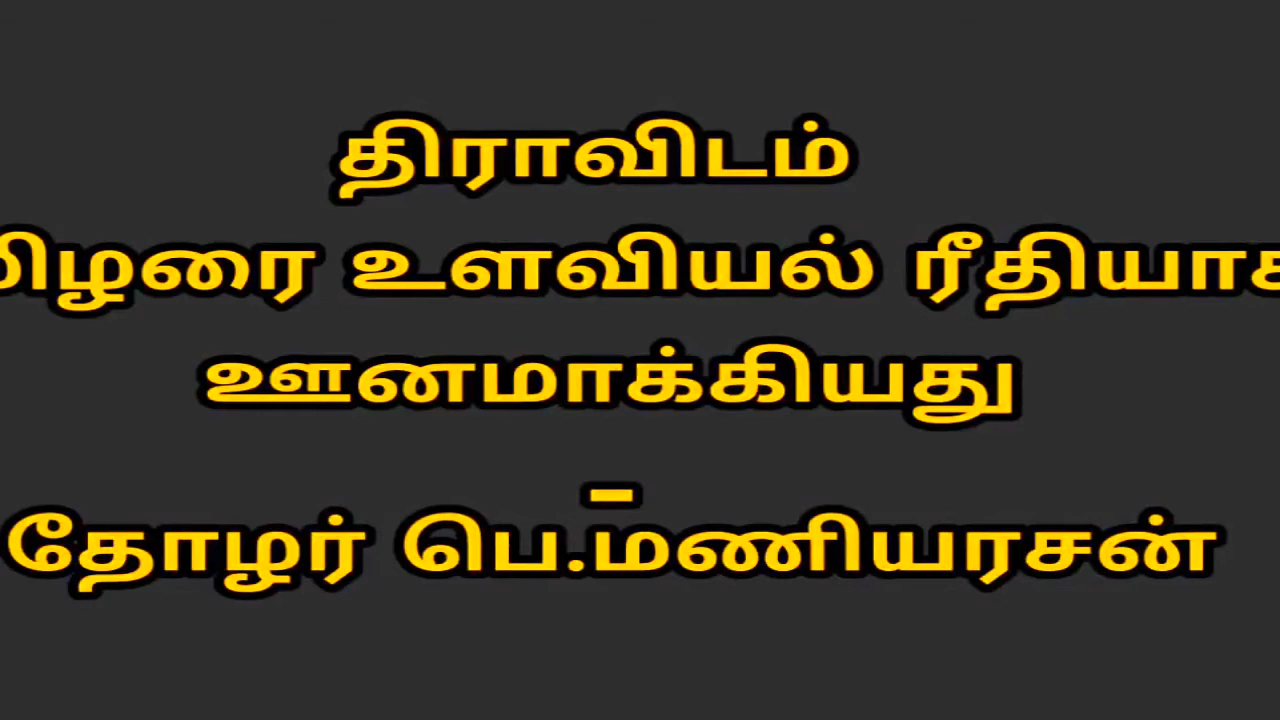 திராவிடம்
மிழரை உளவியல் ரீதியாக
ஊனமாக்கியது
-
தோழர் பெ.மணியரசன்